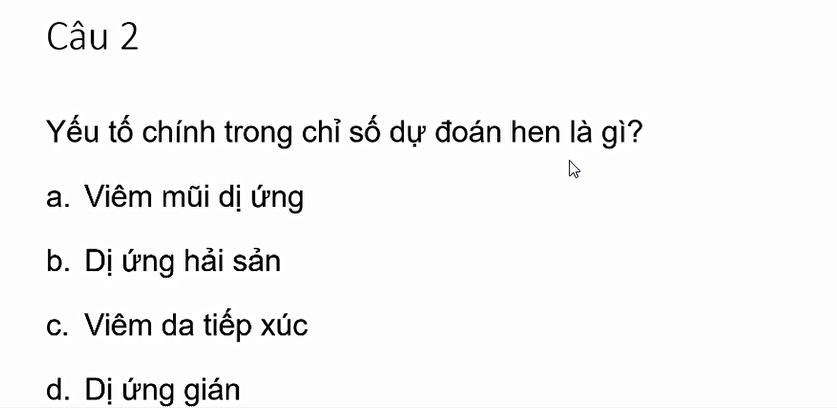 Câu 2
Yếu tố chính trong chỉ số dự đoán hen là gì?
a. Viêm mũi dị ứng
b. Dị ứng hải sản
c. Viêm da tiếp xúc
d. Dị ứng gián